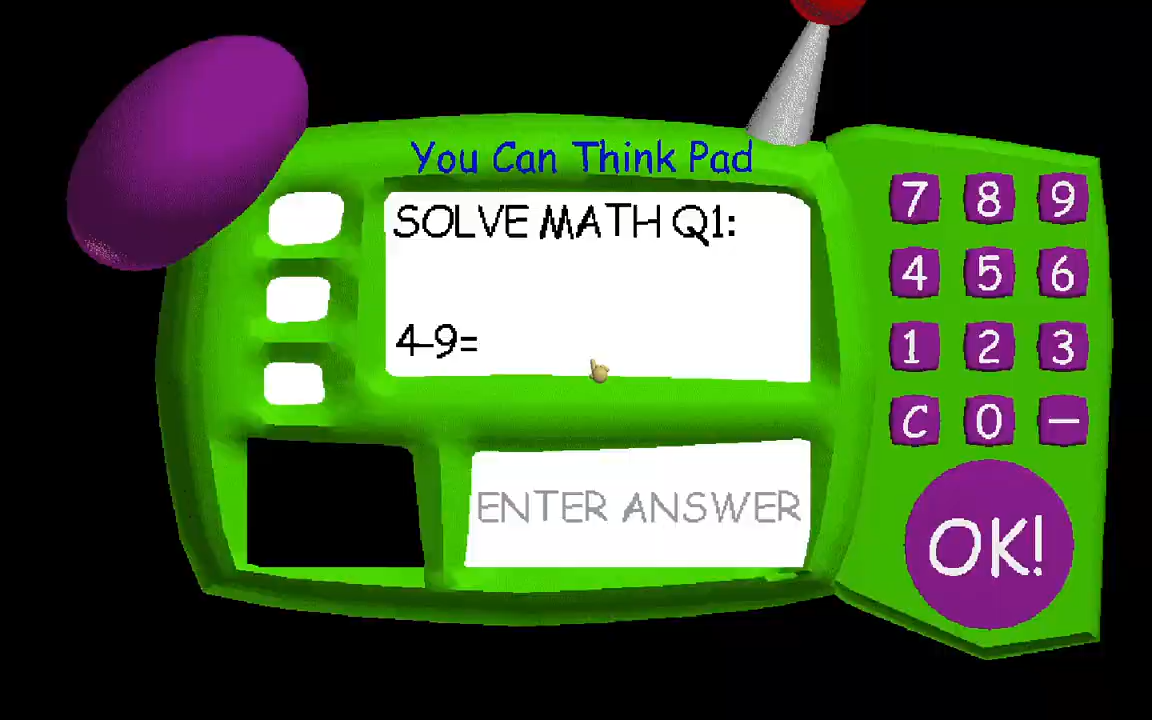 You Can Think Pad
SOLVE MATH Q1:
4-9=
ENTER ANSWER
7 8 9
4 5 6
1 2 3
C 0 -
OK!